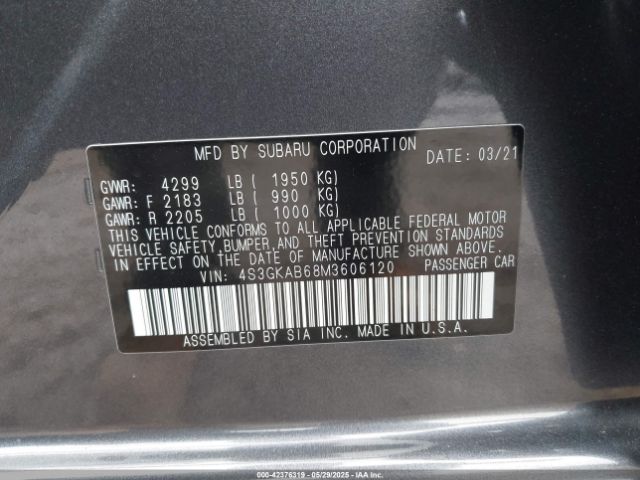 MFD BY SUBARU CORPORATION
DATE: 03/21
GVWR: 4299 LB ( 1950 KG)
GAWR: F 2183 LB ( 990 KG)
GAWR: R 2205 LB ( 1000 KG)
THIS VEHICLE CONFORMS TO ALL APPLICABLE FEDERAL MOTOR
VEHICLE SAFETY, BUMPER, AND THEFT PREVENTION STANDARDS
IN EFFECT ON THE DATE OF MANUFACTURE SHOWN ABOVE.
VIN: 4S3GKAB68M3606120 PASSENGER CAR
ASSEMBLED BY SIA INC. MADE IN U.S.A.
000-42376319 - 05/29/2025 - IAAI.com